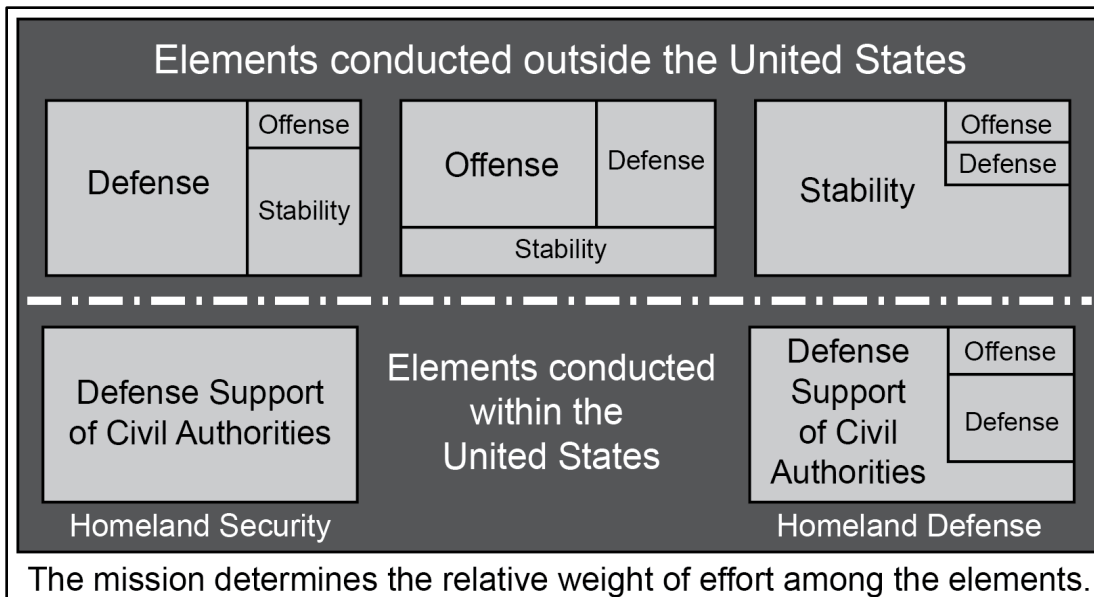 Elements conducted outside the United States
Defense
Offense
Stability
Offense
Defense
Stability
Stability
Offense
Defense
Defense Support
of Civil Authorities
Homeland Security
Elements conducted
within the
United States
Defense
Support
of Civil
Authorities
Offense
Defense
Homeland Defense
The mission determines the relative weight of effort among the elements.